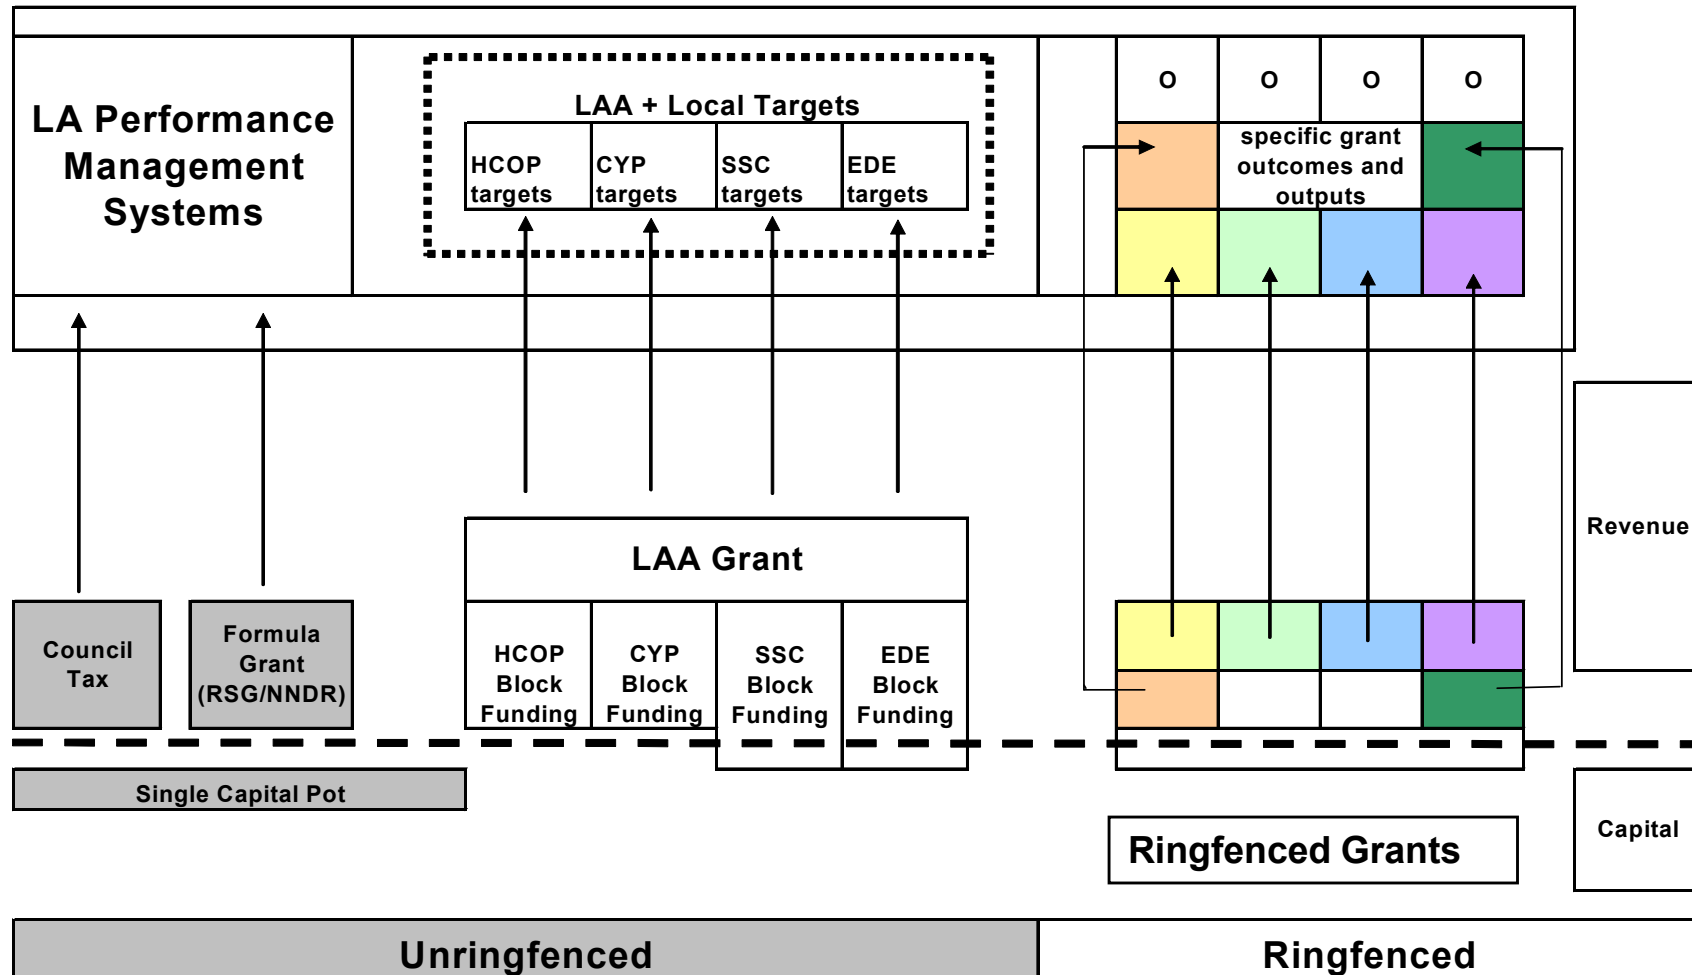 LA Performance
Management
Systems
LAA + Local Targets
HCOP
targets
CYP
targets
SSC
targets
EDE
targets
O
O
O
O
specific grant
outcomes and
outputs
Revenue
LAA Grant
Council
Tax
Formula
Grant
(RSG/NNDR)
HCOP
Block
Funding
CYP
Block
Funding
SSC
Block
Funding
EDE
Block
Funding
Single Capital Pot
Ringfenced Grants
Capital
Unringfenced
Ringfenced